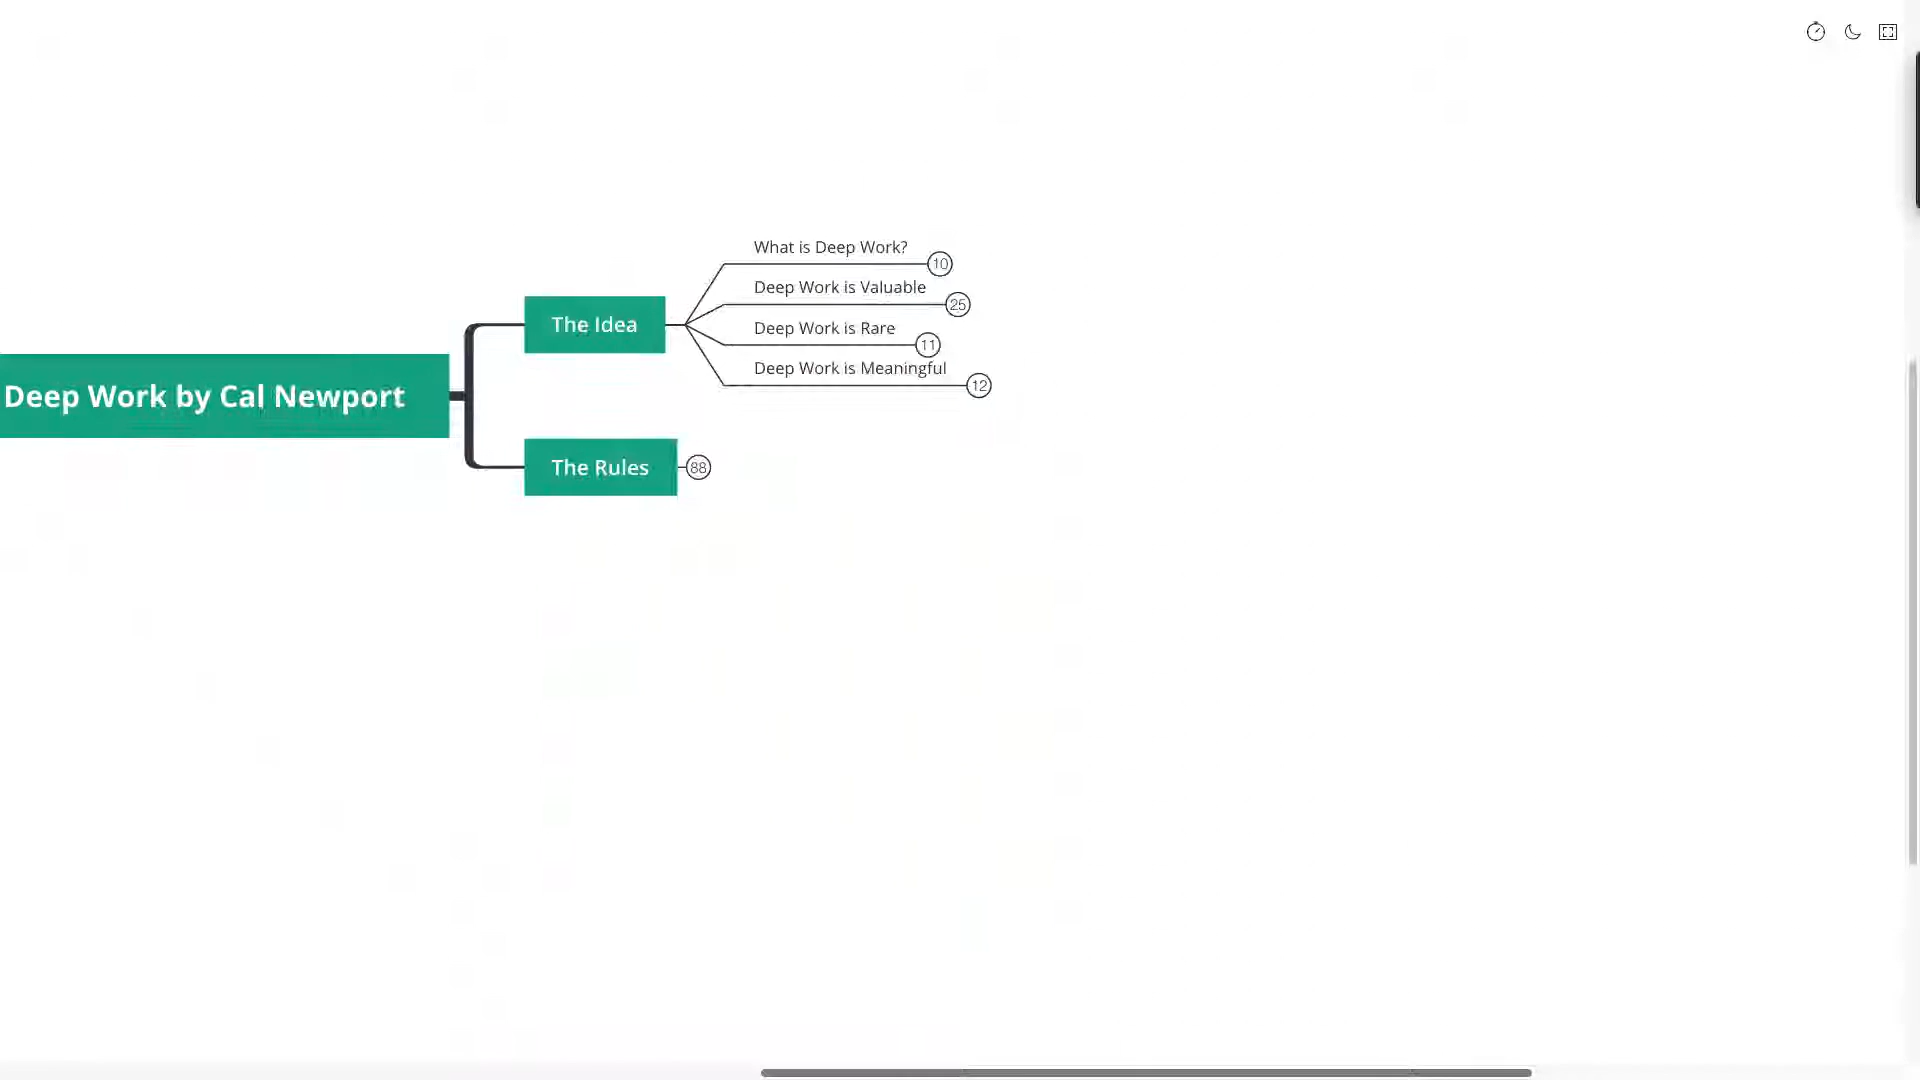 Deep Work by Cal Newport
The Idea
What is Deep Work?
10
Deep Work is Valuable
25
Deep Work is Rare
11
Deep Work is Meaningful
12
The Rules
88